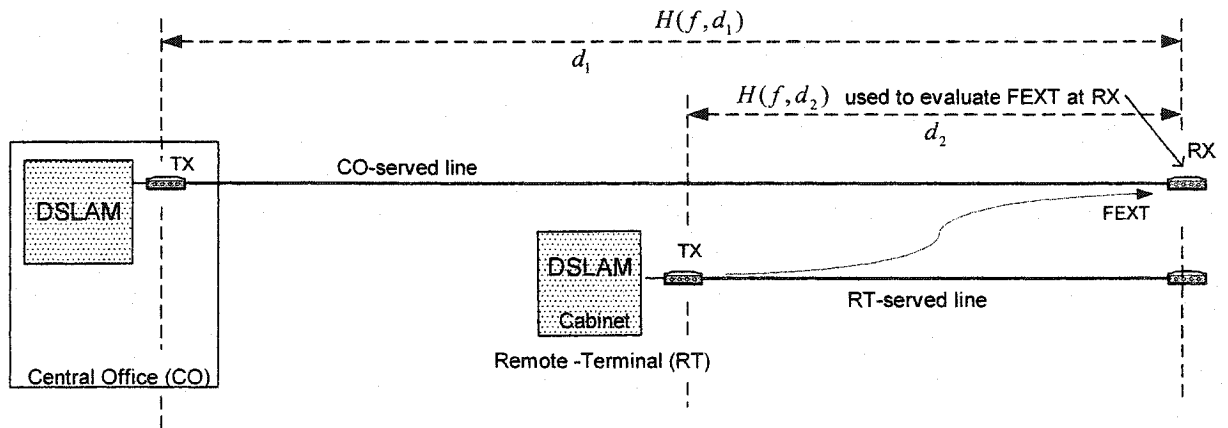 H(f,d₁)
d₁
H(f,d₂) used to evaluate FEXT at RX
d₂
TX
RX
CO-served line
DSLAM
FEXT
TX
DSLAM
Cabinet
RT-served line
Remote -Terminal (RT)
Central Office (CO)